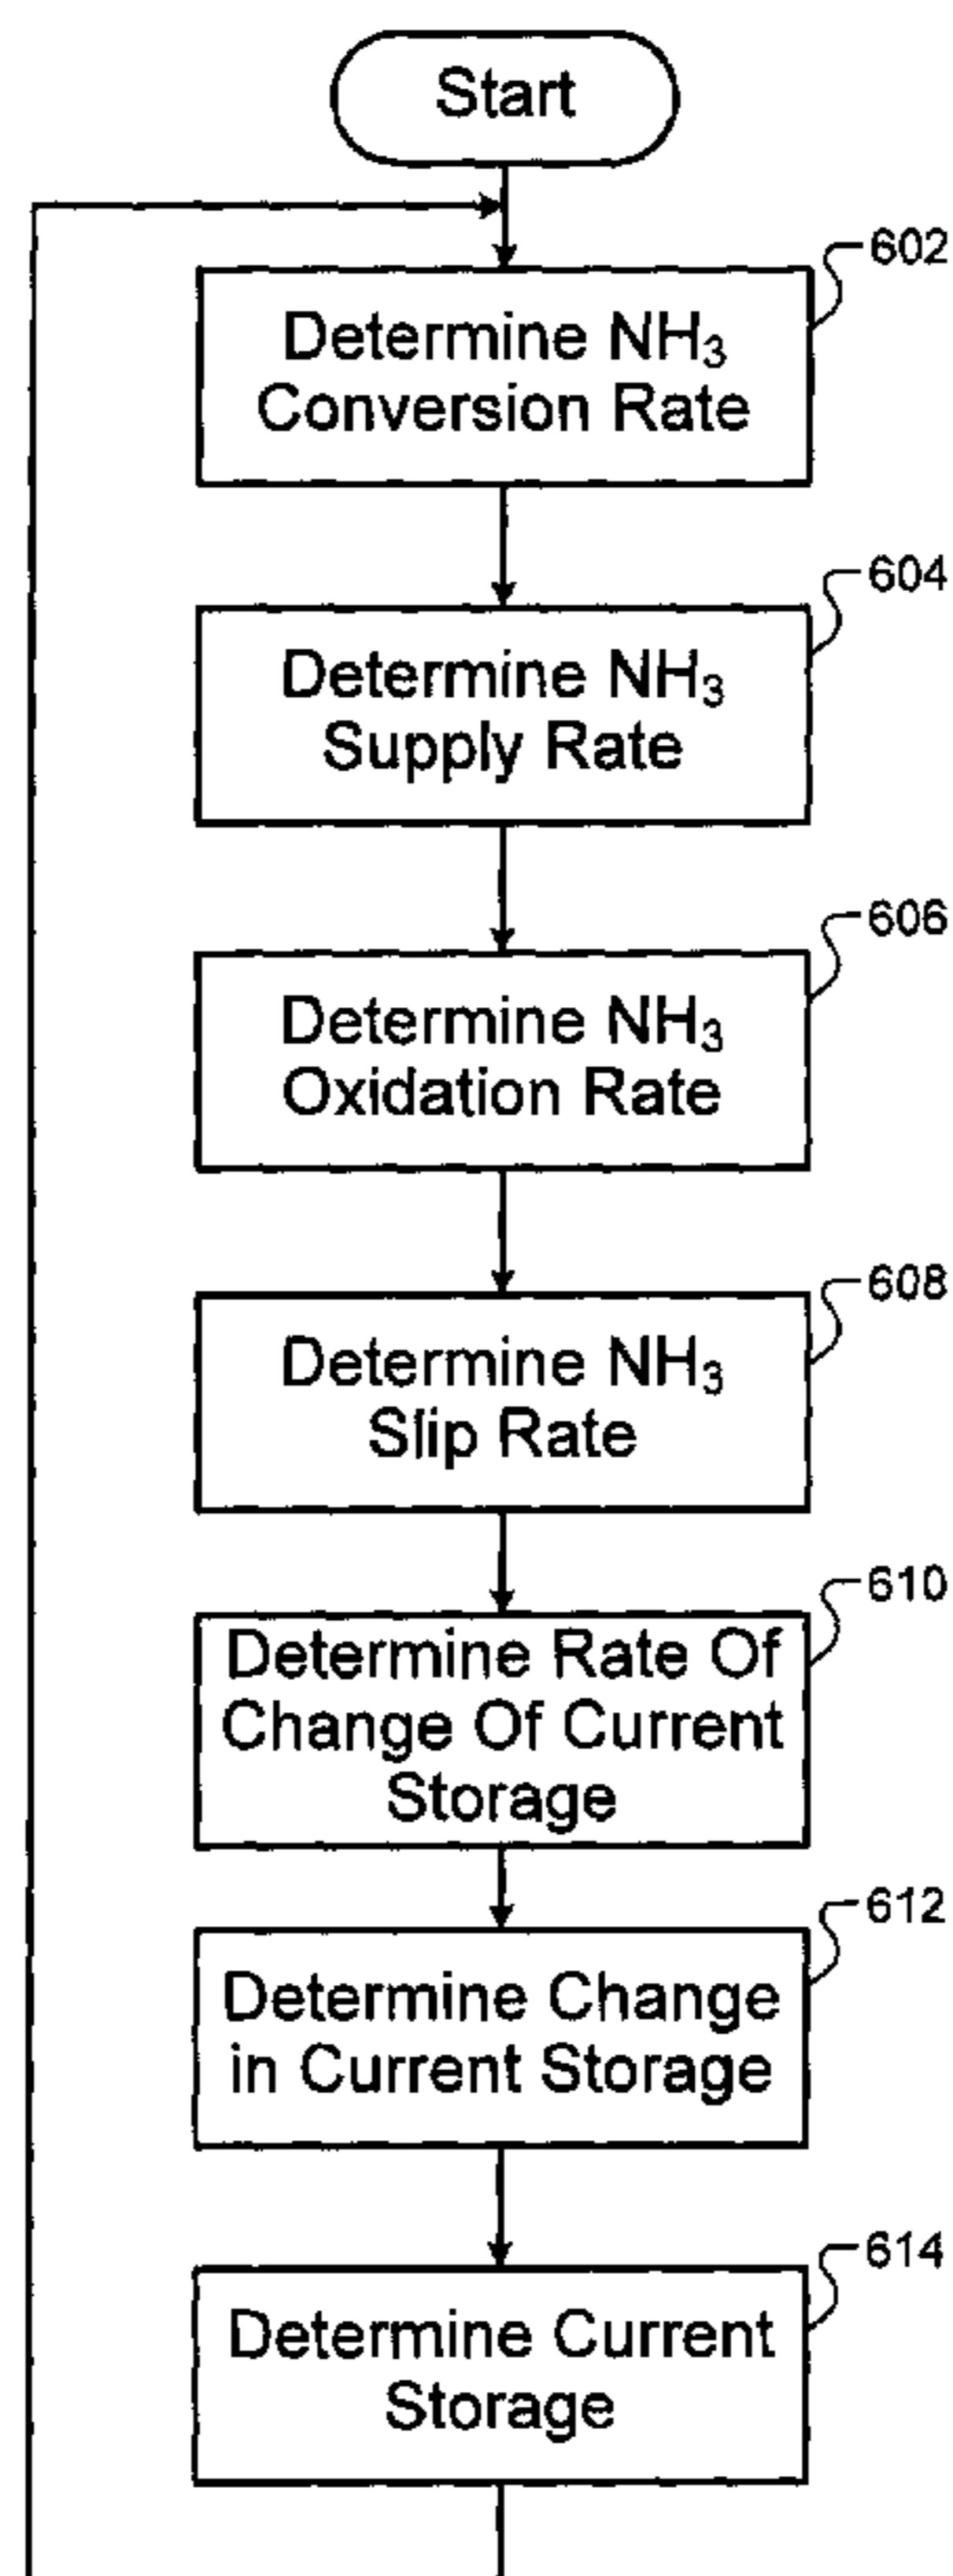 Start
602
Determine NH₃
Conversion Rate
604
Determine NH₃
Supply Rate
606
Determine NH₃
Oxidation Rate
608
Determine NH₃
Slip Rate
610
Determine Rate Of
Change Of Current
Storage
612
Determine Change
in Current Storage
614
Determine Current
Storage